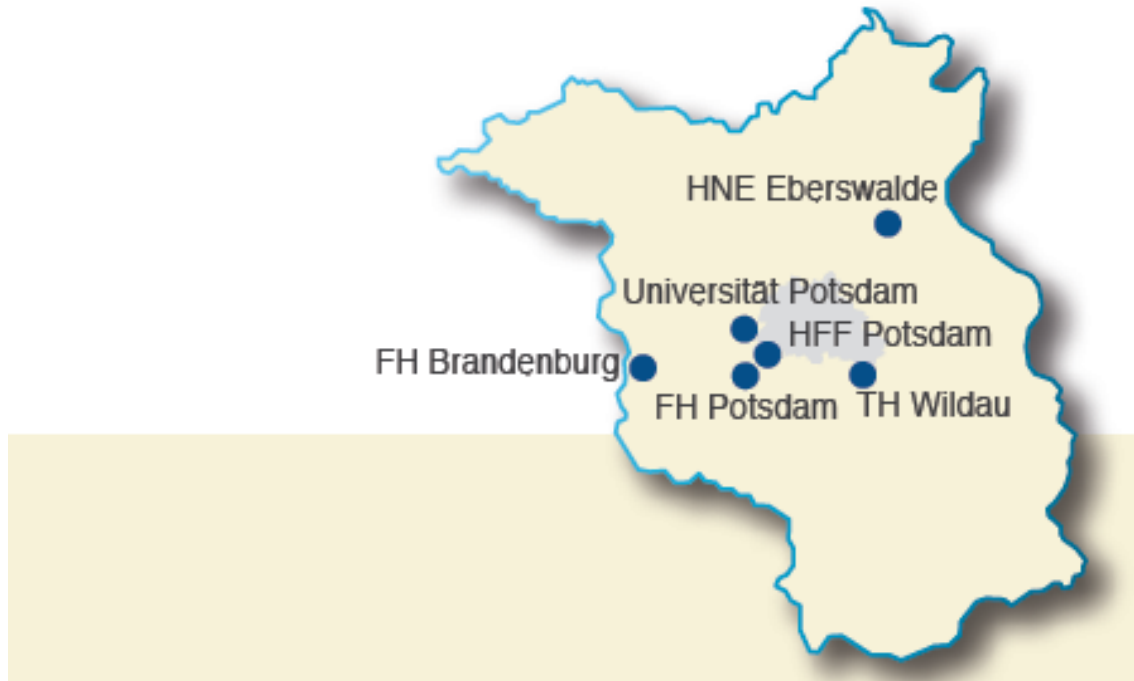 HNE Eberswalde
Universität Potsdam
HFF Potsdam
FH Brandenburg
FH Potsdam
TH Wildau